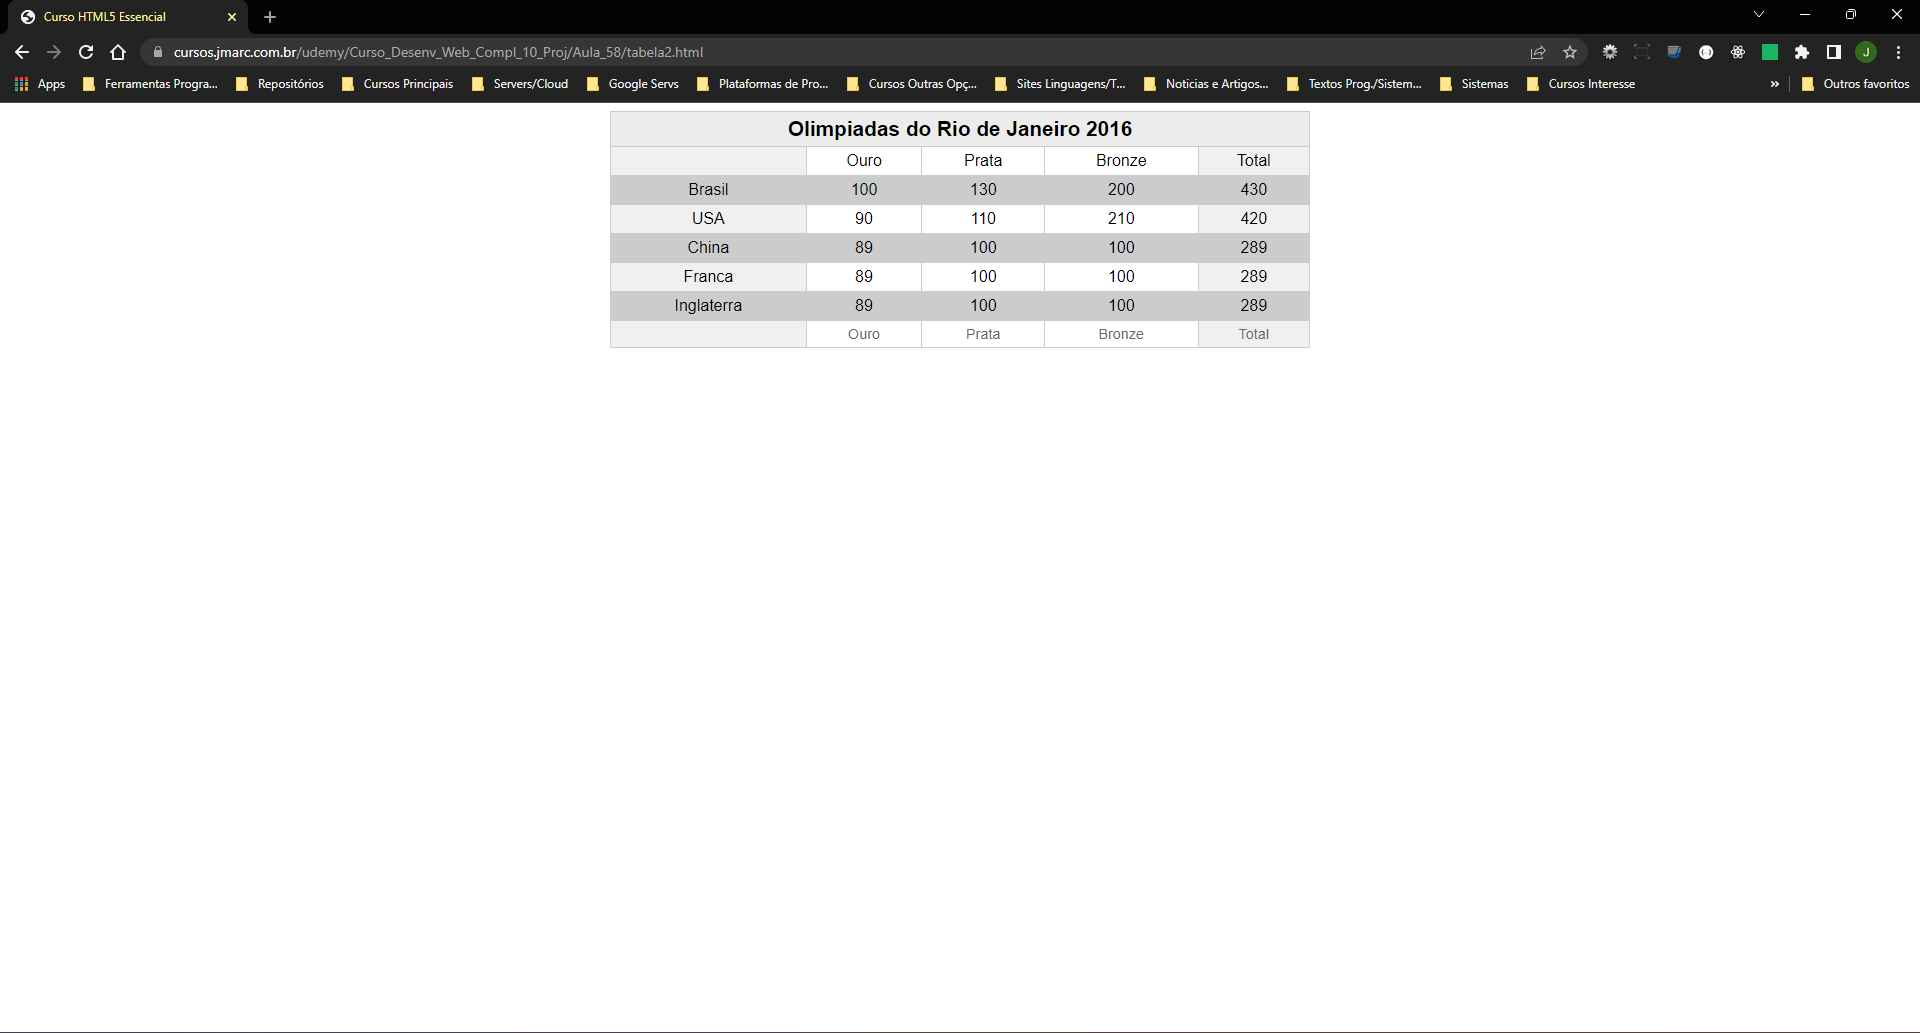 Curso HTML5 Essencial
cursos.jmarc.com.br/udemy/Curso_Desenv_Web_Compl_10_Proj/Aula_58/tabela2.html
J
Apps Ferramentas Progra... Repositórios Cursos Principais Servers/Cloud Google Servs Plataformas de Pro... Cursos Outras Opç... Sites Linguagens/T... Noticias e Artigos... Textos Prog./Sistem... Sistemas Cursos Interesse » Outros favoritos
Olimpiadas do Rio de Janeiro 2016
Ouro Prata Bronze Total
Brasil 100 130 200 430
USA 90 110 210 420
China 89 100 100 289
Franca 89 100 100 289
Inglaterra 89 100 100 289
Ouro Prata Bronze Total